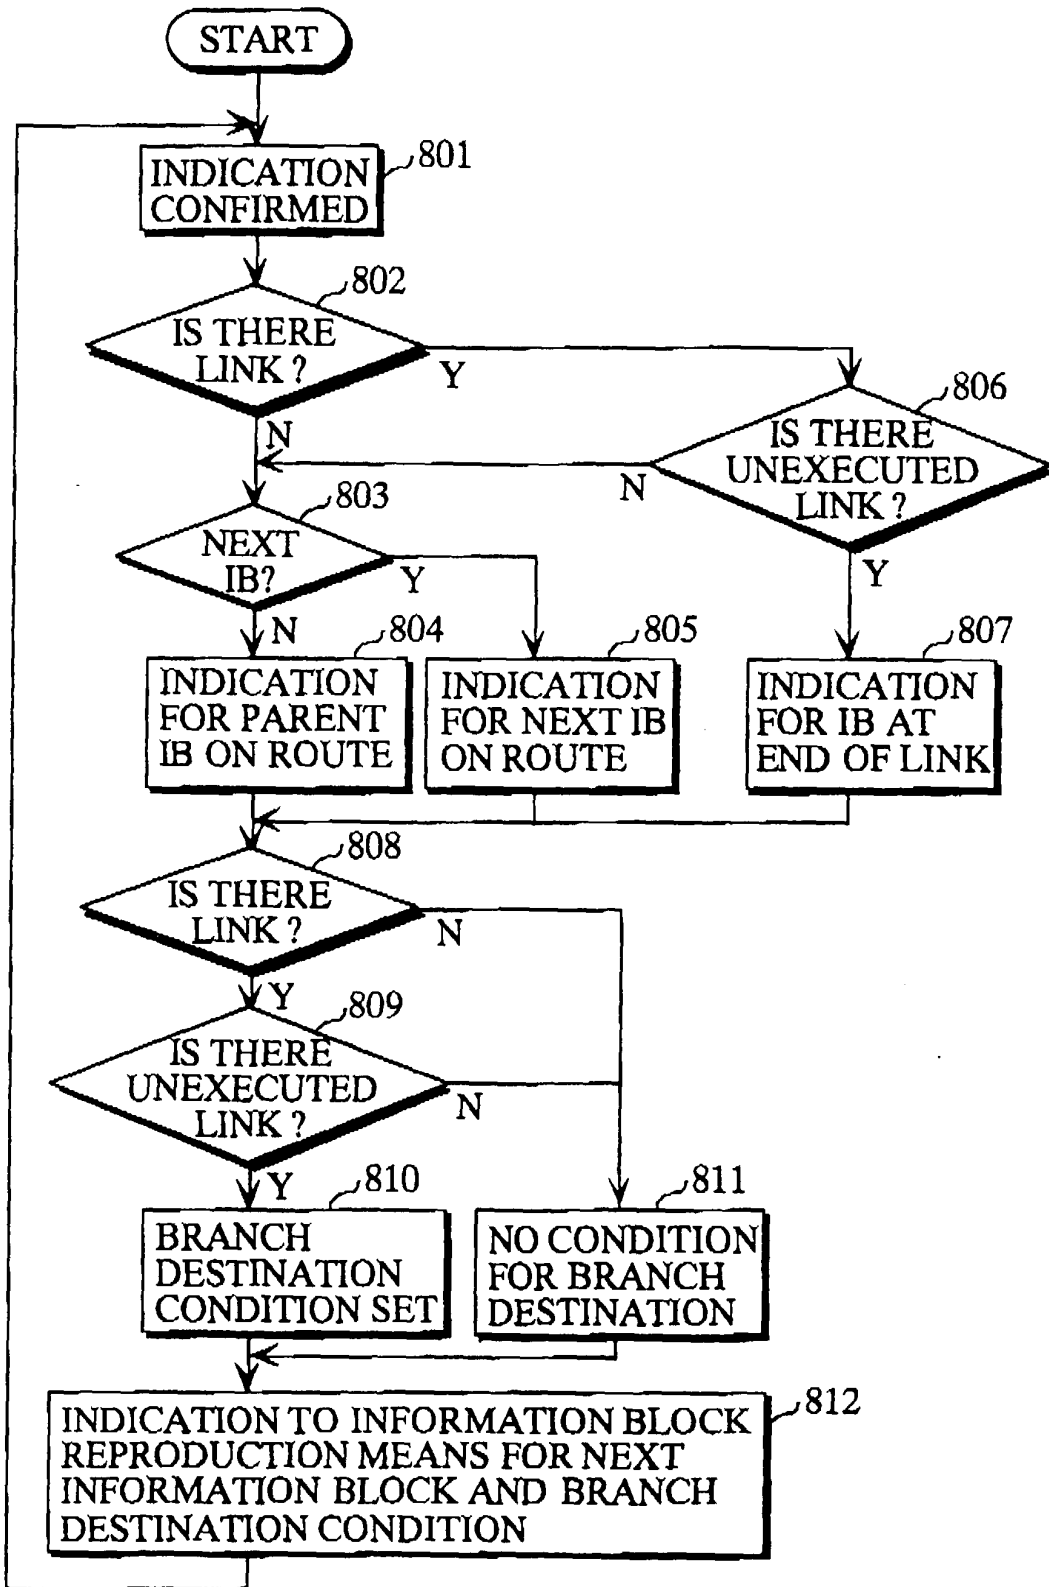 START
INDICATION
CONFIRMED
801
802
IS THERE
LINK ?
Y
N
806
IS THERE
UNEXECUTED
LINK ?
N
Y
803
NEXT
IB?
Y
N
804
INDICATION
FOR PARENT
IB ON ROUTE
805
INDICATION
FOR NEXT IB
ON ROUTE
807
INDICATION
FOR IB AT
END OF LINK
808
IS THERE
LINK ?
N
Y
809
IS THERE
UNEXECUTED
LINK ?
N
Y
810
BRANCH
DESTINATION
CONDITION SET
811
NO CONDITION
FOR BRANCH
DESTINATION
812
INDICATION TO INFORMATION BLOCK
REPRODUCTION MEANS FOR NEXT
INFORMATION BLOCK AND BRANCH
DESTINATION CONDITION